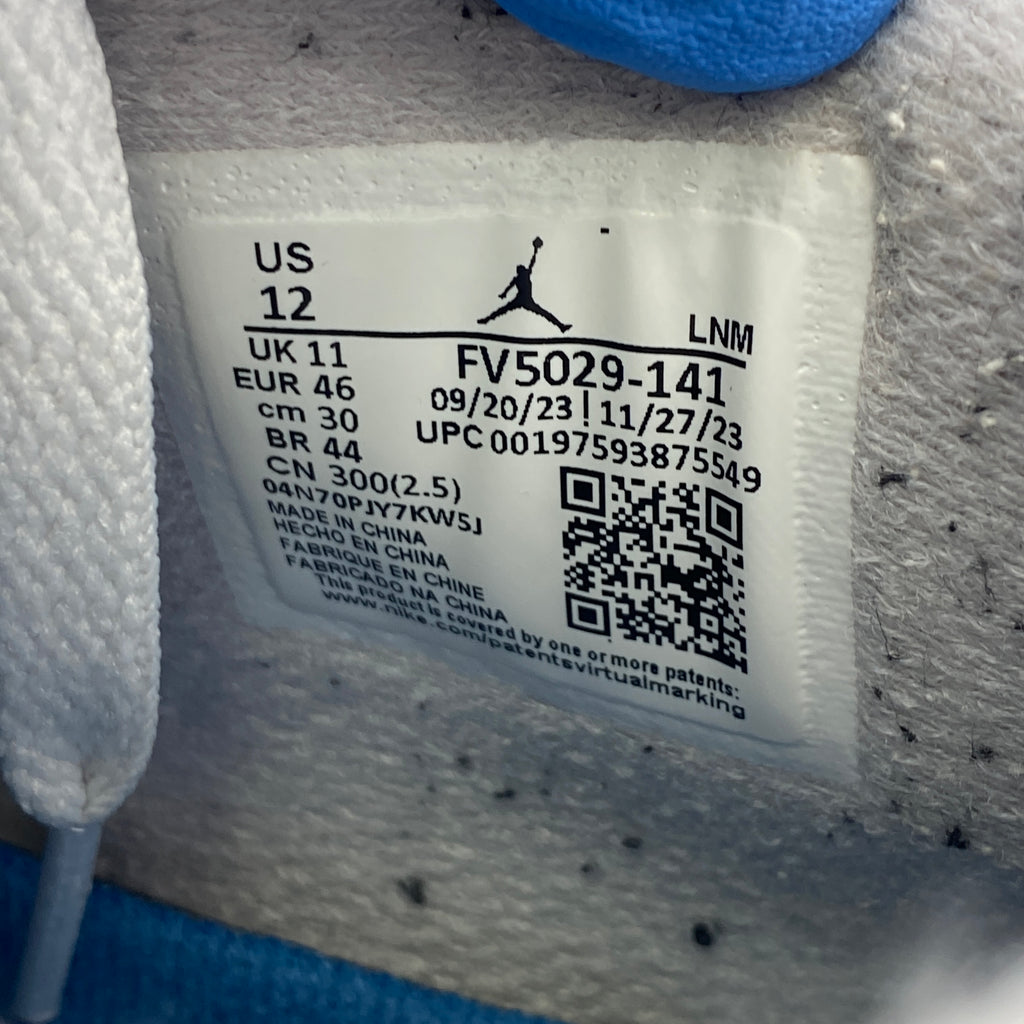 US
12
LNM
UK 11
FV5029-141
EUR 46
09/20/23 | 11/27/23
cm 30
UPC 00197593875549
BR 44
CN 300(2.5)
04N70PJY7KW5J
MADE IN CHINA
HECHO EN CHINA
FABRIQUE EN CHINE
FABRICADO NA CHINA
This product is covered by one or more patents:
www.nike.com/patentsvirtualmarking